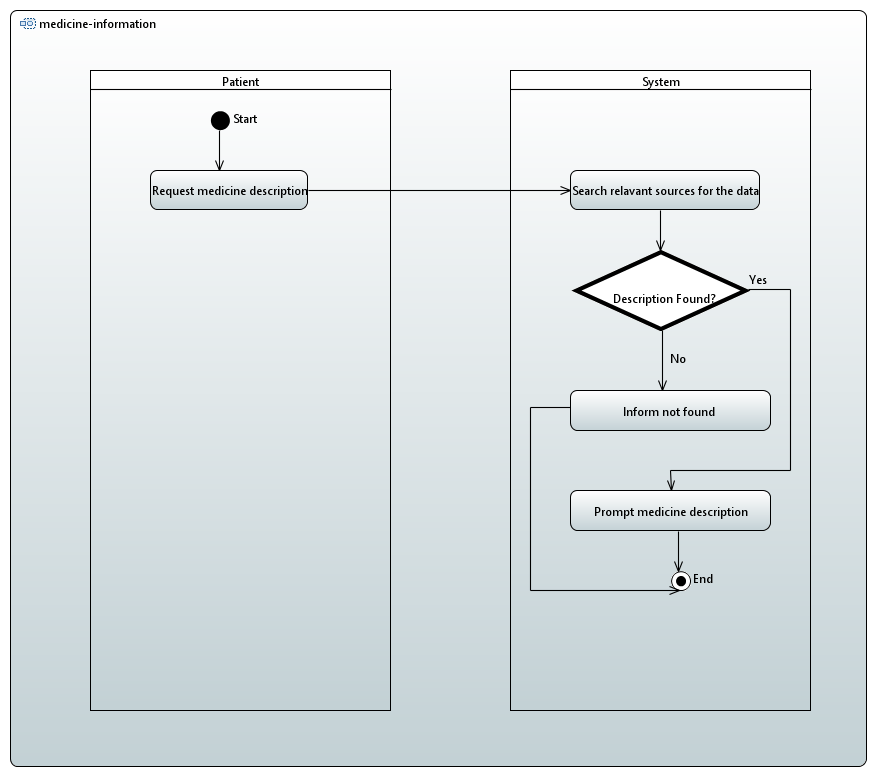 medicine-information
Patient
System
Start
Request medicine description
Search relavant sources for the data
Description Found?
Yes
No
Inform not found
Prompt medicine description
End